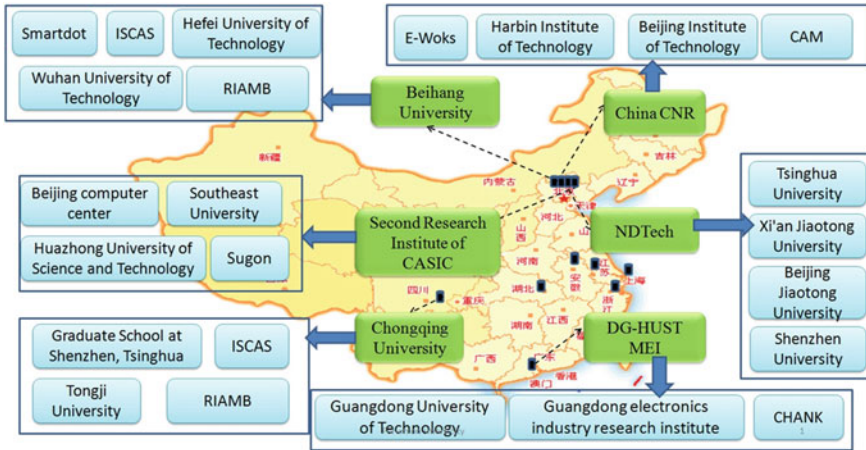 Smartdot
ISCAS
Hefei University of
Technology
Wuhan University of
Technology
RIAMB
E-Woks
Harbin Institute
of Technology
Beijing Institute
of Technology
CAM
Beihang
University
China CNR
新疆
内蒙古
吉林
辽宁
Beijing computer
center
Southeast
University
Huazhong University of
Science and Technology
Sugon
Second Research
Institute of
CASIC
天津
河北
山
西
山
NDTech
Tsinghua
University
Xi'an Jiaotong
University
Beijing
Jiaotong
University
Shenzhen
University
河南
安
徽
江
苏
上海
湖北
浙
江
四川
重庆
Chongqing
University
湖南
江西
DG-HUST
MEI
Graduate School at
Shenzhen, Tsinghua
ISCAS
Tongji
University
RIAMB
广西
广东
香港
澳门
Guangdong University
of Technology
Guangdong electronics
industry research institute
CHANK
1